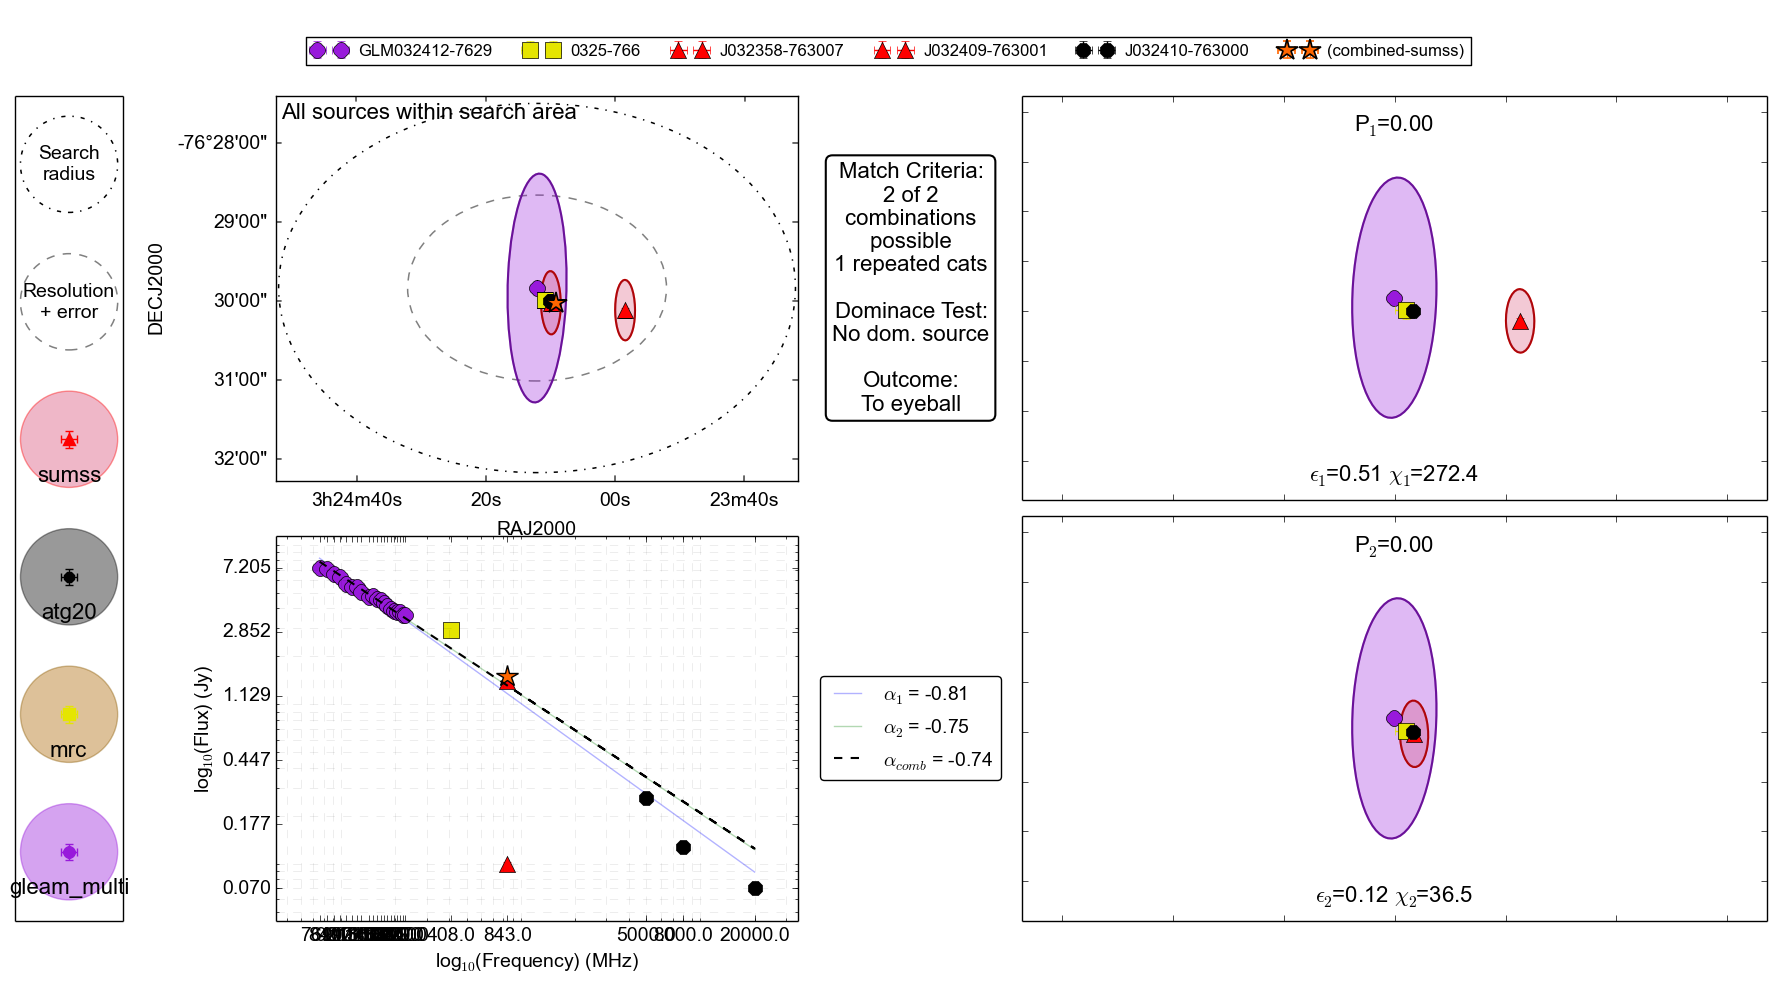 GLM032412-7629 0325-766 J032358-763007 J032409-763001 J032410-763000 (combined-sumss)
Search
radius
Resolution
+ error
sumss
atg20
mrc
gleam_multi
All sources within search area
DECJ2000
-76°28'00"
29'00"
30'00"
31'00"
32'00"
3h24m40s 20s 00s 23m40s
RAJ2000
Match Criteria:
2 of 2
combinations
possible
1 repeated cats
Dominace Test:
No dom. source
Outcome:
To eyeball
P1=0.00
ϵ1=0.51 χ1=272.4
P2=0.00
ϵ2=0.12 χ2=36.5
log10(Flux) (Jy)
7.205
2.852
1.129
0.447
0.177
0.070
408.0 843.0 5000.0 8000.0 20000.0
log10(Frequency) (MHz)
α1 = -0.81
α2 = -0.75
αcomb = -0.74